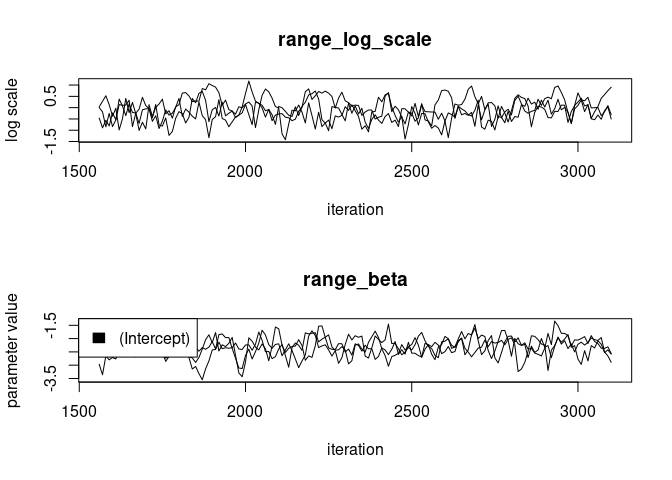 range_log_scale
log scale
0.5
-1.5
1500 2000 2500 3000
iteration
range_beta
parameter value
-1.5
-3.5
(Intercept)
1500 2000 2500 3000
iteration